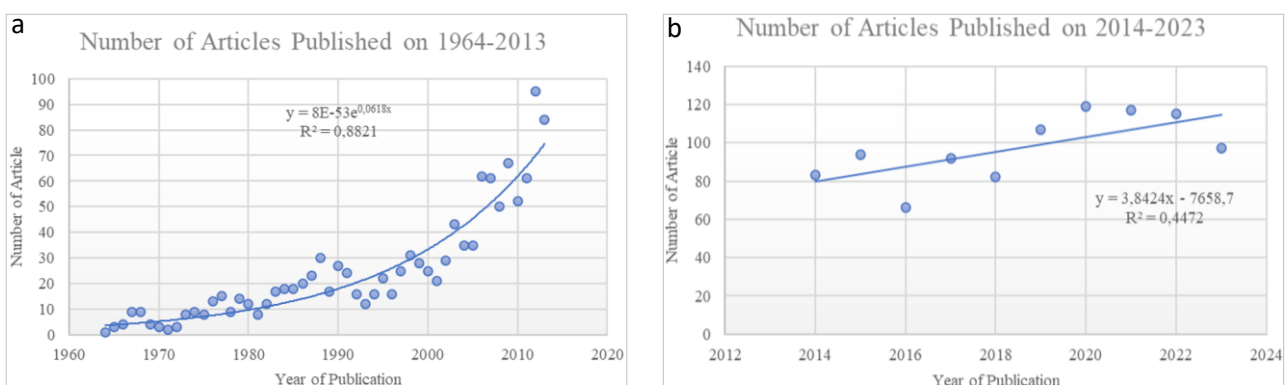 a
Number of Articles Published on 1964-2013
100
90
80
70
60
50
40
30
20
10
0
Number of Article
y = 8E-53e0,0618x
R² = 0,8821
1960
1970
1980
1990
2000
2010
2020
Year of Publication
b
Number of Articles Published on 2014-2023
140
120
100
80
60
40
20
0
Number of Article
y = 3,8424x - 7658,7
R² = 0,4472
2012
2014
2016
2018
2020
2022
2024
Year of Publication